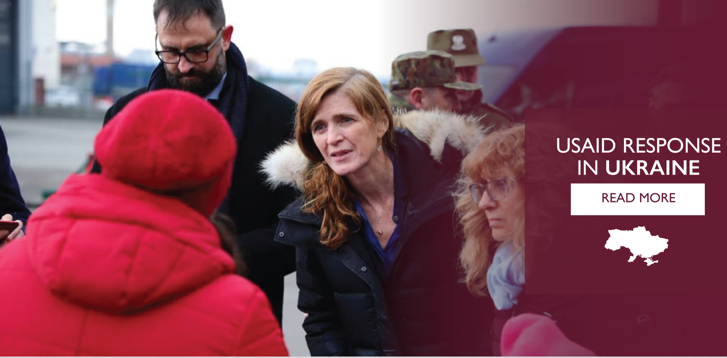 USAID RESPONSE
IN UKRAINE
READ MORE